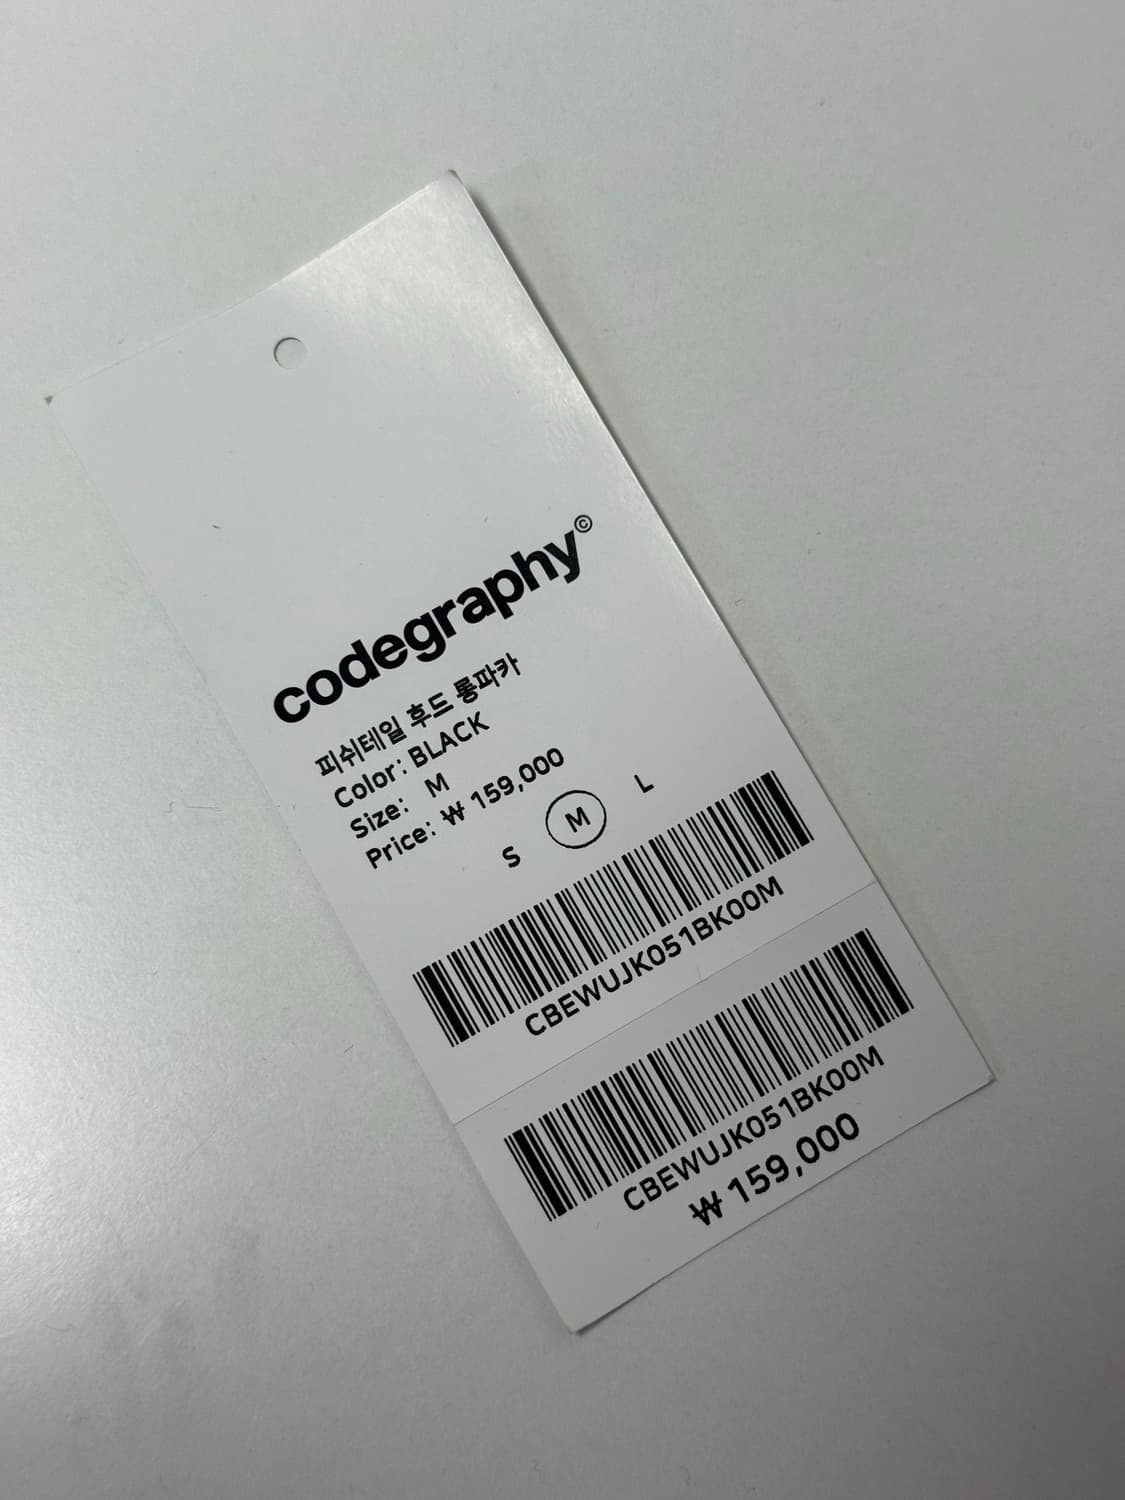 codegraphy©
피쉬테일 후드 롱파카
Color: BLACK
Size: M
Price: ₩ 159,000
S M L
CBEWUJK051BK00M
CBEWUJK051BK00M
₩ 159,000